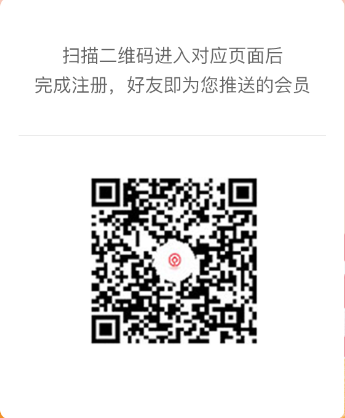 扫描二维码进入对应页面后
完成注册，好友即为您推送的会员